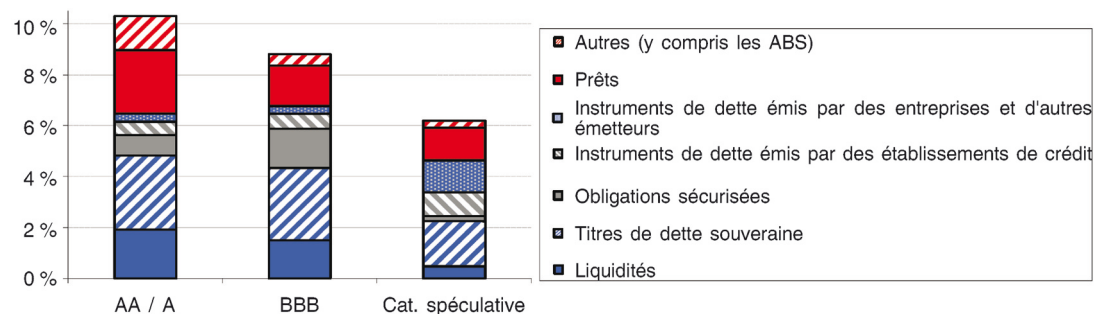 10 %
8 %
6 %
4 %
2 %
0 %
AA / A
BBB
Cat. spéculative
Autres (y compris les ABS)
Prêts
Instruments de dette émis par des entreprises et d'autres
émetteurs
Instruments de dette émis par des établissements de crédit
Obligations sécurisées
Titres de dette souveraine
Liquidités